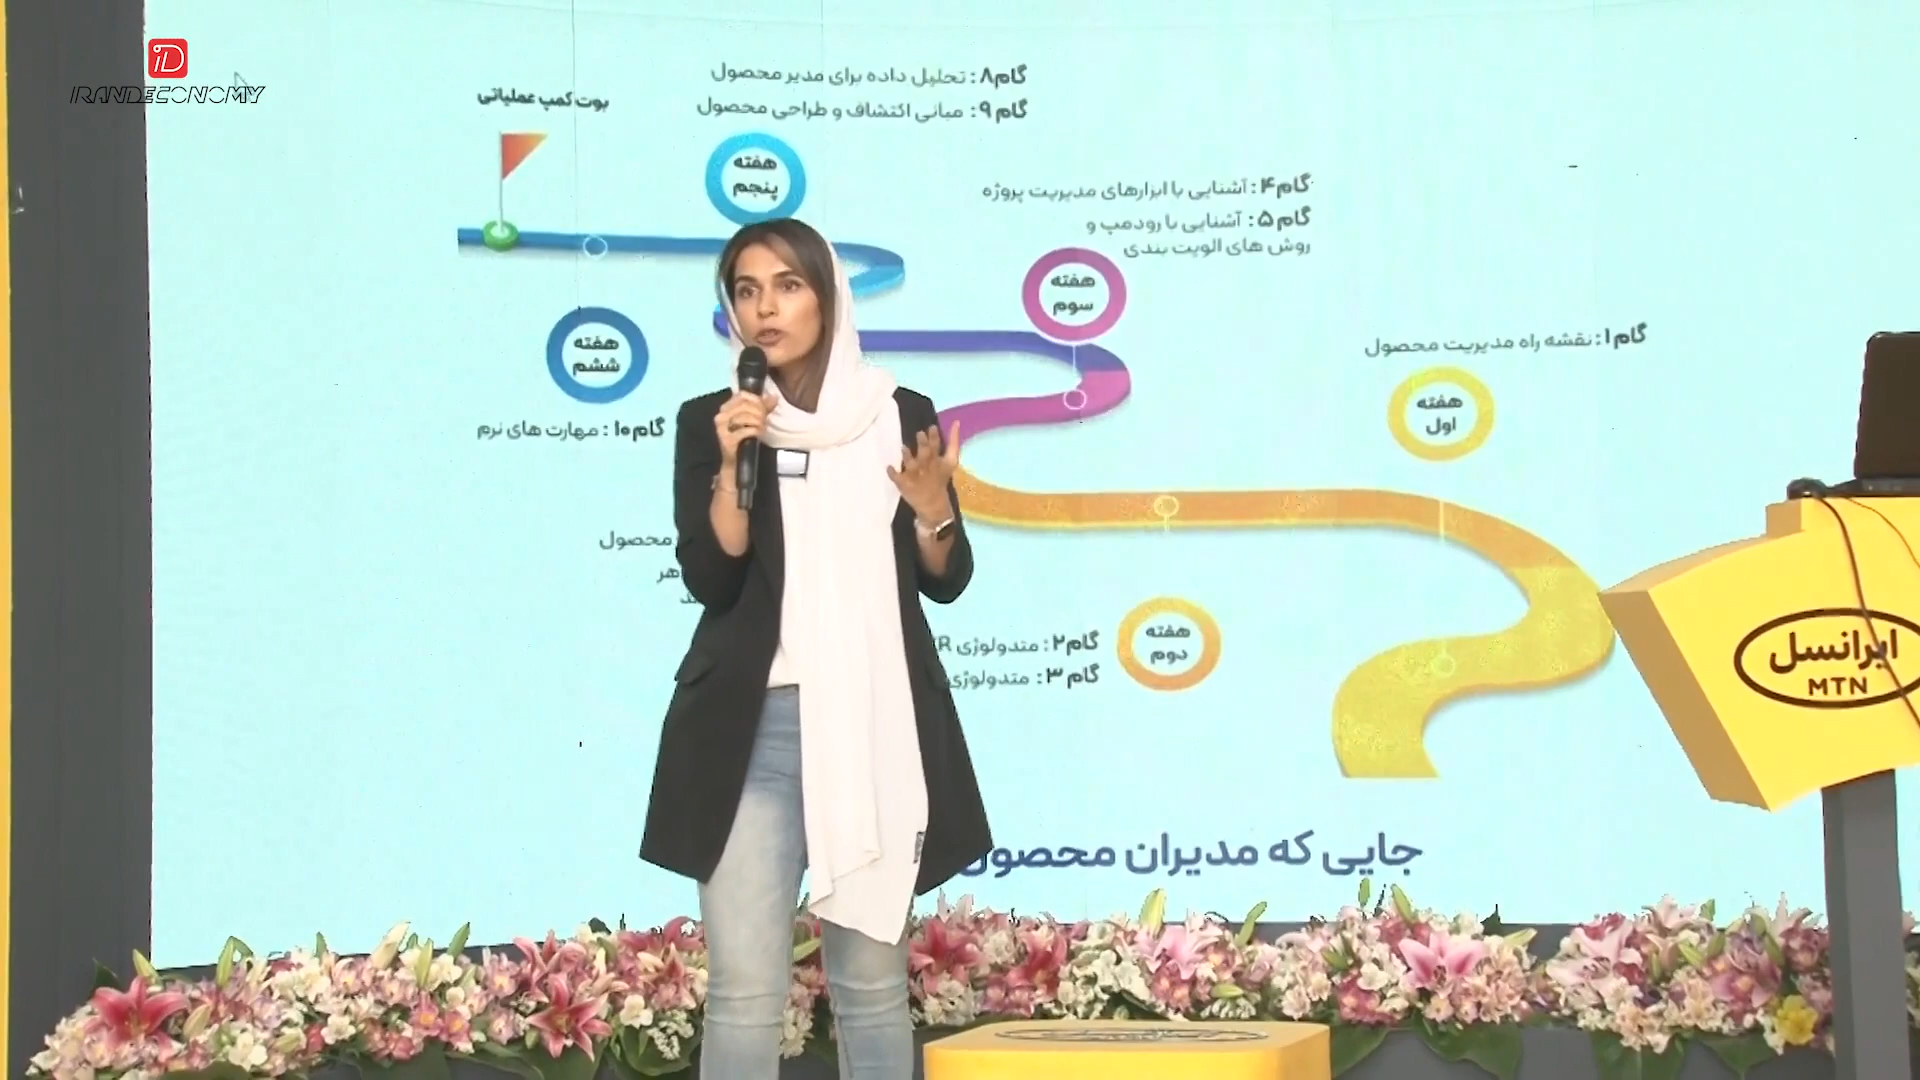 IRANDECONOMY
گام۸: تحلیل داده برای مدیر محصول
گام۹: مبانی اکتشاف و طراحی محصول
بوت کمپ عملیاتی
هفته
پنجم
گام۴: آشنایی با ابزارهای مدیریت پروژه
گام۵: آشنایی با رودمپ و
روش های الویت بندی
هفته
سوم
هفته
ششم
گام۱۰: مهارت های نرم
گام۱: نقشه راه مدیریت محصول
هفته
اول
محصول
هفته
دوم
گام۲: متدولوژی
گام۳: متدولوژی
ایرانسل
MTN
جایی که مدیران محصول